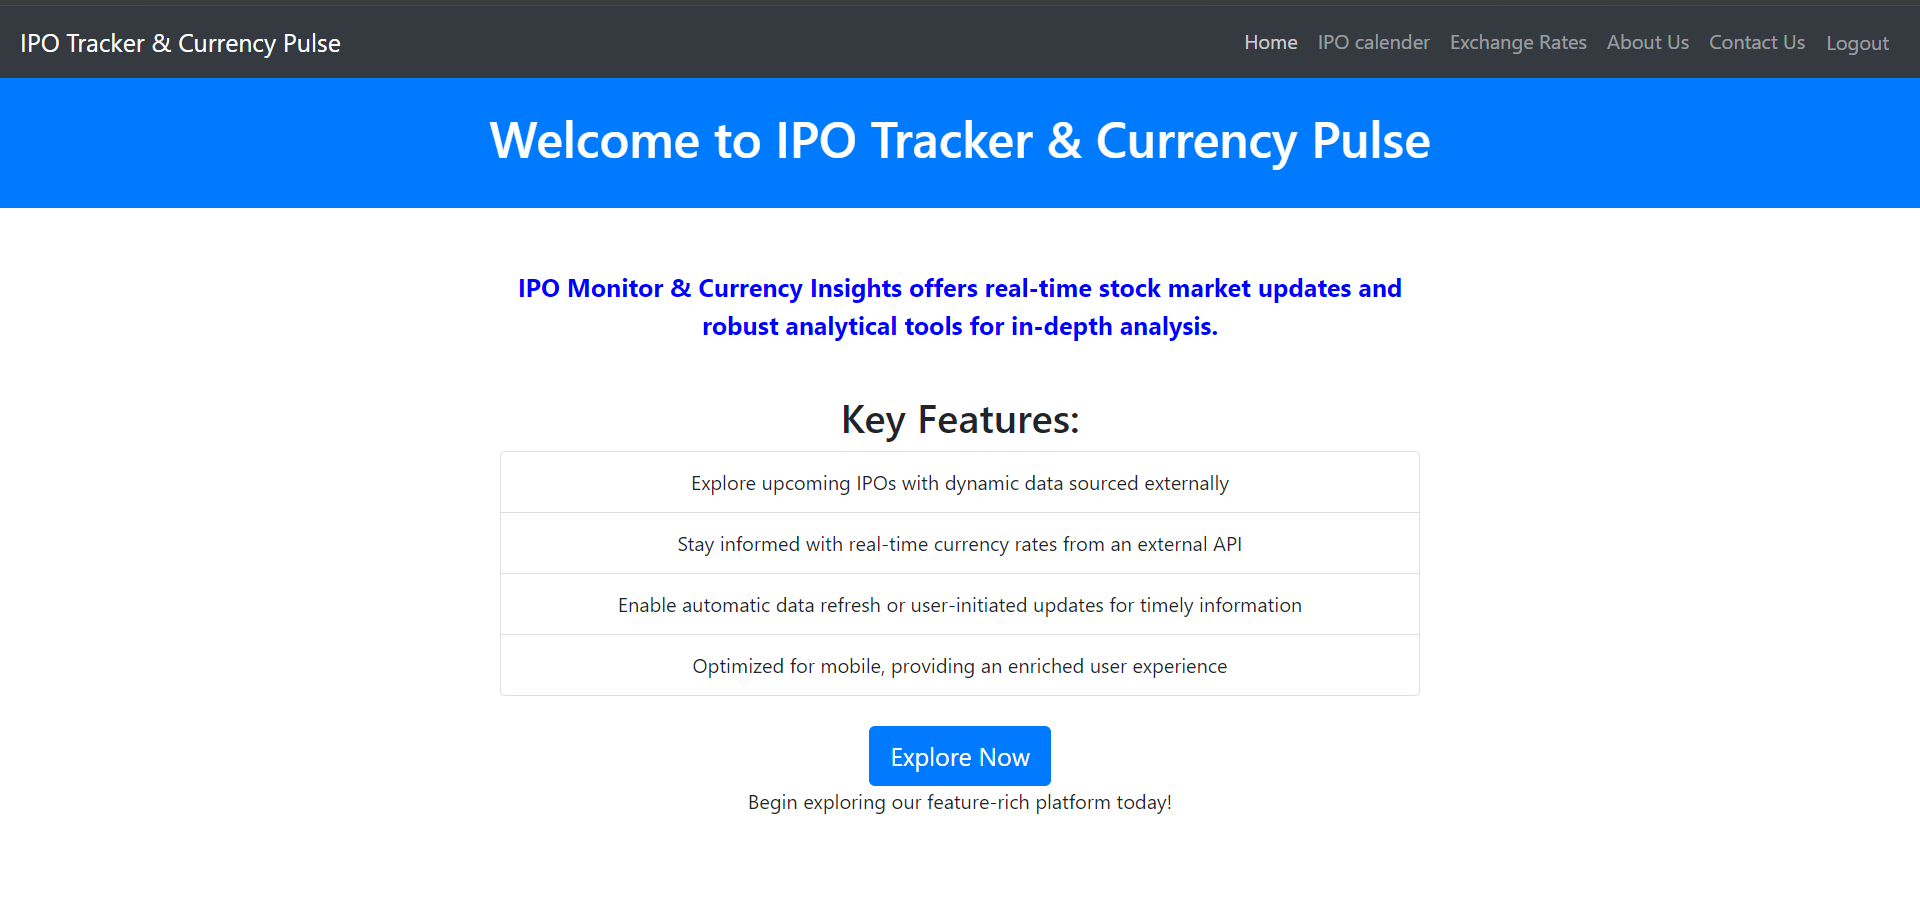 IPO Tracker & Currency Pulse
Home IPO calender Exchange Rates About Us Contact Us Logout
Welcome to IPO Tracker & Currency Pulse
IPO Monitor & Currency Insights offers real-time stock market updates and
robust analytical tools for in-depth analysis.
Key Features:
Explore upcoming IPOs with dynamic data sourced externally
Stay informed with real-time currency rates from an external API
Enable automatic data refresh or user-initiated updates for timely information
Optimized for mobile, providing an enriched user experience
Explore Now
Begin exploring our feature-rich platform today!